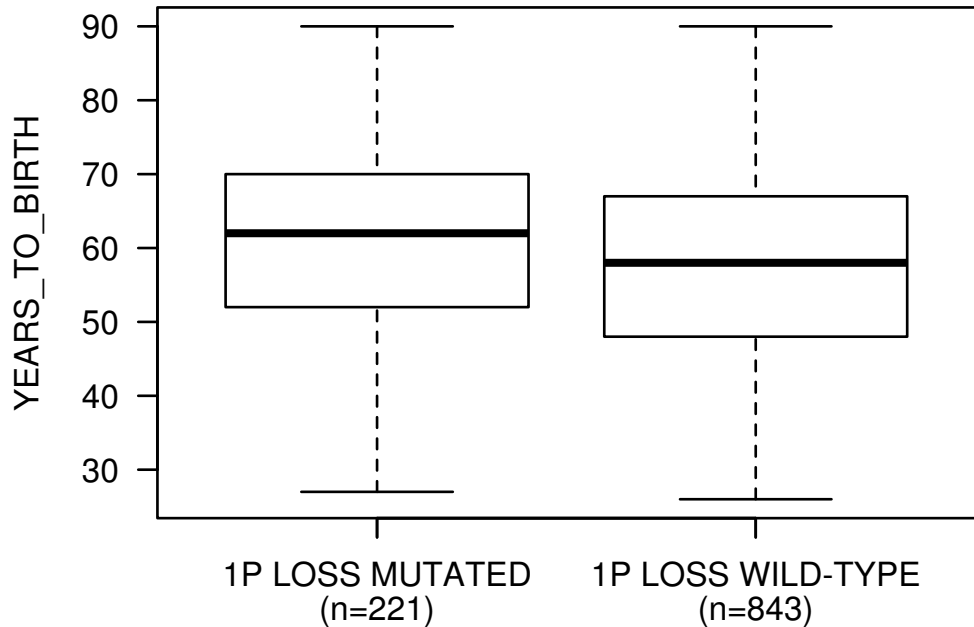 YEARS_TO_BIRTH
90
80
70
60
50
40
30
1P LOSS MUTATED
(n=221)
1P LOSS WILD-TYPE
(n=843)